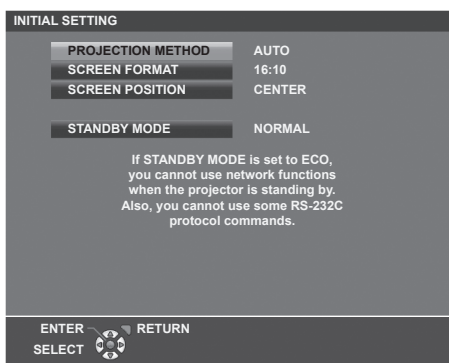 INITIAL SETTING
PROJECTION METHOD AUTO
SCREEN FORMAT 16:10
SCREEN POSITION CENTER
STANDBY MODE NORMAL
If STANDBY MODE is set to ECO,
you cannot use network functions
when the projector is standing by.
Also, you cannot use some RS-232C
protocol commands.
ENTER RETURN
SELECT